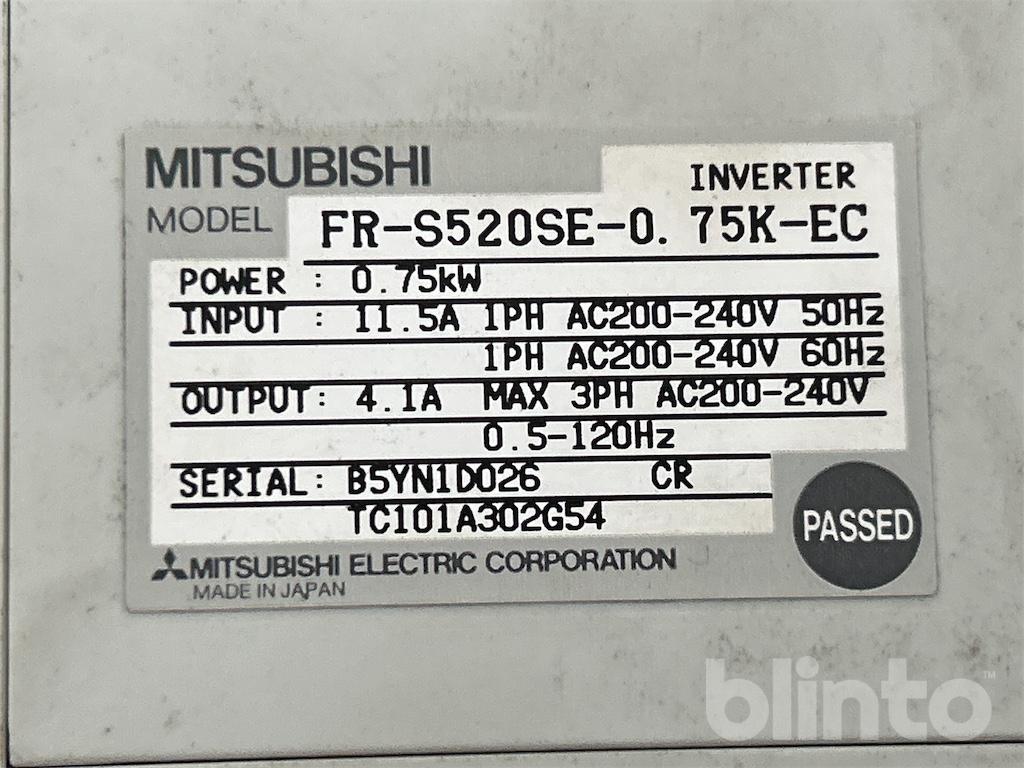 MITSUBISHI
INVERTER
MODEL FR-S520SE-0.75K-EC
POWER : 0.75kW
INPUT : 11.5A 1PH AC200-240V 50Hz
1PH AC200-240V 60Hz
OUTPUT: 4.1A MAX 3PH AC200-240V
0.5-120Hz
SERIAL: B5YN1D026 CR
TC101A302G54
PASSED
MITSUBISHI ELECTRIC CORPORATION
MADE IN JAPAN
blinto™